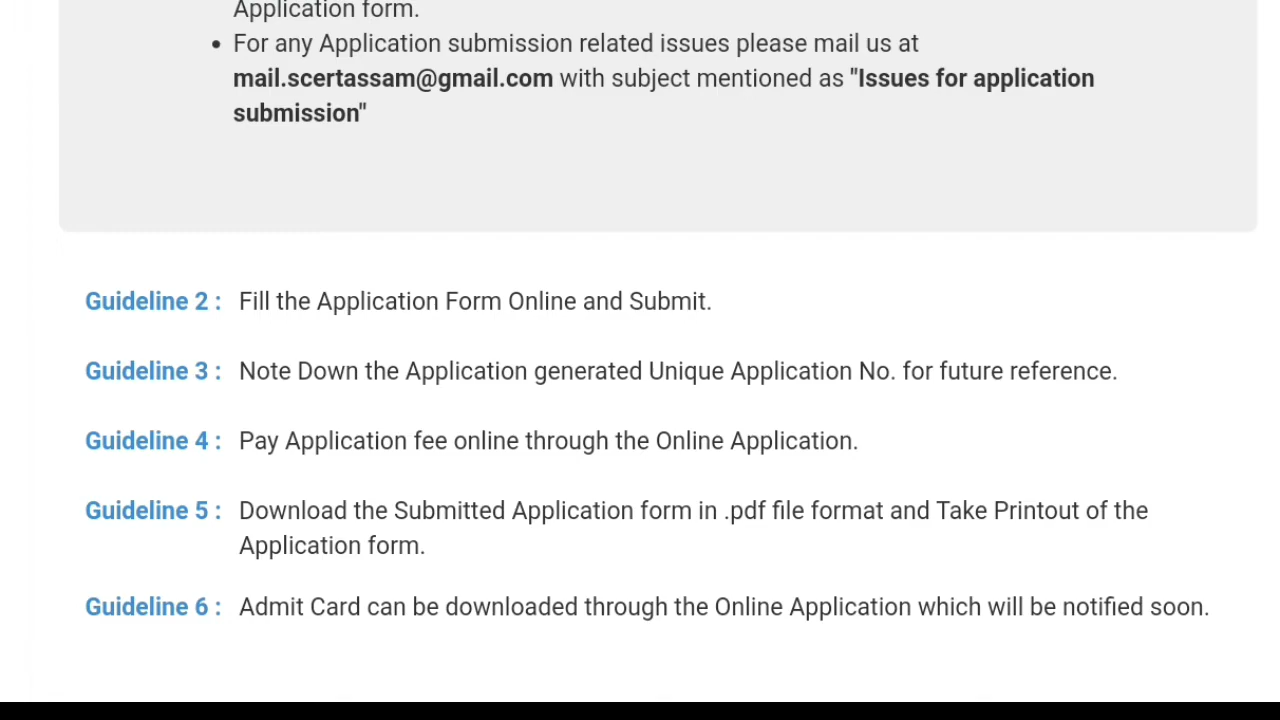 Application form.
• For any Application submission related issues please mail us at
mail.scertassam@gmail.com with subject mentioned as "Issues for application
submission"
Guideline 2 : Fill the Application Form Online and Submit.
Guideline 3 : Note Down the Application generated Unique Application No. for future reference.
Guideline 4 : Pay Application fee online through the Online Application.
Guideline 5 : Download the Submitted Application form in .pdf file format and Take Printout of the
Application form.
Guideline 6 : Admit Card can be downloaded through the Online Application which will be notified soon.